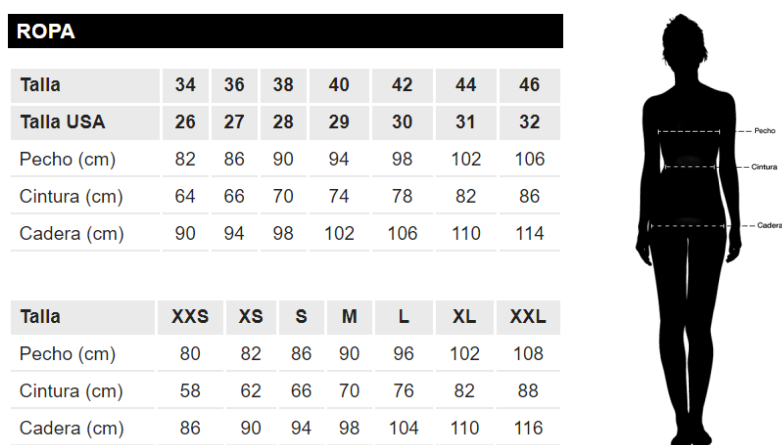 ROPA
Talla 34 36 38 40 42 44 46
Talla USA 26 27 28 29 30 31 32
Pecho (cm) 82 86 90 94 98 102 106
Cintura (cm) 64 66 70 74 78 82 86
Cadera (cm) 90 94 98 102 106 110 114
Talla XXS XS S M L XL XXL
Pecho (cm) 80 82 86 90 96 102 108
Cintura (cm) 58 62 66 70 76 82 88
Cadera (cm) 86 90 94 98 104 110 116
Pecho
Cintura
Cadera